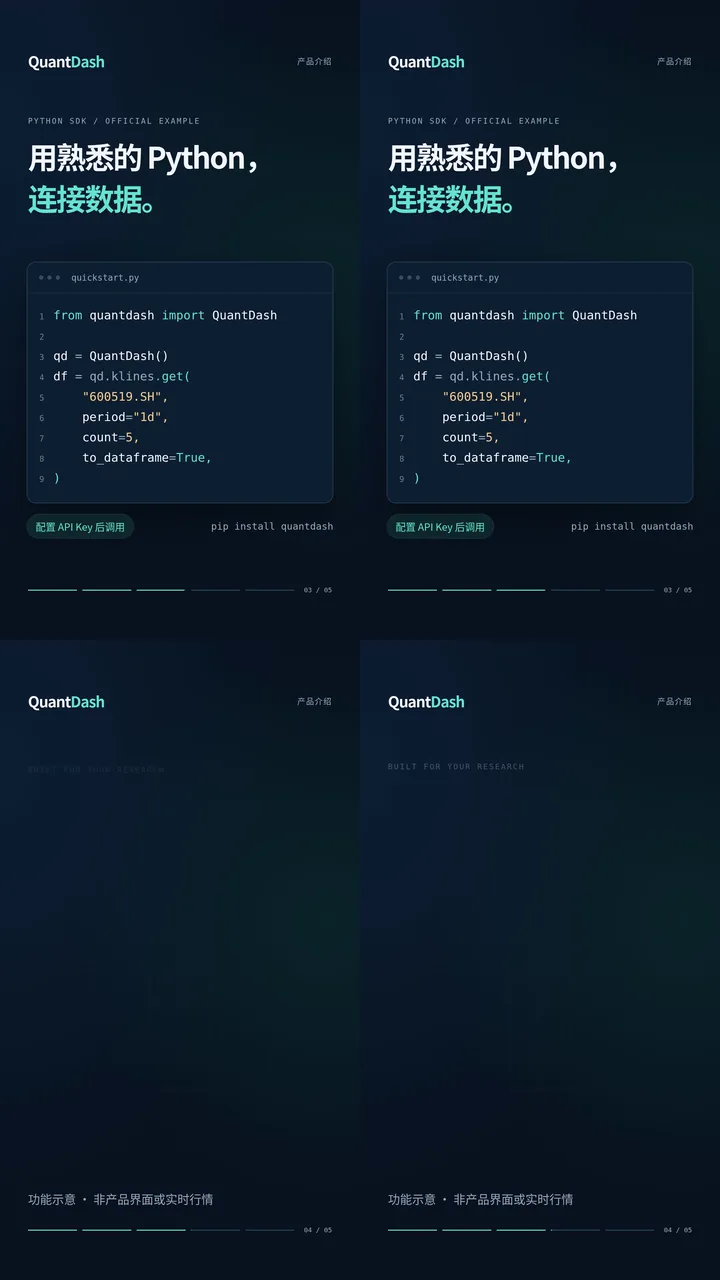 QuantDash
产品介绍
PYTHON SDK / OFFICIAL EXAMPLE
用熟悉的 Python，
连接数据。
quickstart.py
1 from quantdash import QuantDash
2
3 qd = QuantDash()
4 df = qd.klines.get(
5 "600519.SH",
6 period="1d",
7 count=5,
8 to_dataframe=True,
9 )
配置 API Key 后调用
pip install quantdash
03 / 05
QuantDash
产品介绍
PYTHON SDK / OFFICIAL EXAMPLE
用熟悉的 Python，
连接数据。
quickstart.py
1 from quantdash import QuantDash
2
3 qd = QuantDash()
4 df = qd.klines.get(
5 "600519.SH",
6 period="1d",
7 count=5,
8 to_dataframe=True,
9 )
配置 API Key 后调用
pip install quantdash
03 / 05
QuantDash
产品介绍
BUILT FOR YOUR RESEARCH
功能示意 · 非产品界面或实时行情
04 / 05
QuantDash
产品介绍
BUILT FOR YOUR RESEARCH
功能示意 · 非产品界面或实时行情
04 / 05